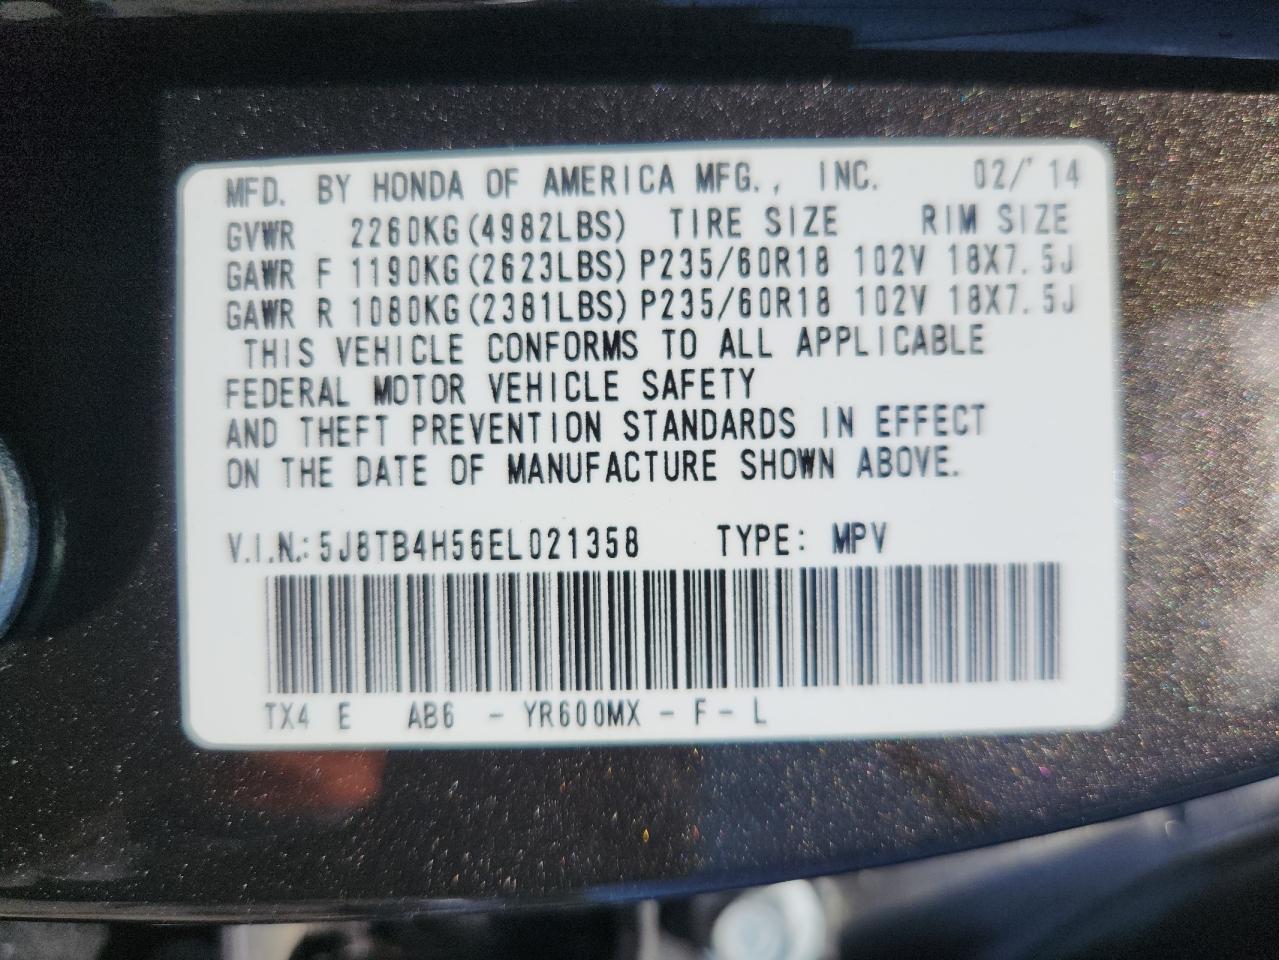 MFD. BY HONDA OF AMERICA MFG., INC. 02/'14
GVWR 2260KG(4982LBS) TIRE SIZE RIM SIZE
GAWR F 1190KG(2623LBS) P235/60R18 102V 18X7.5J
GAWR R 1080KG(2381LBS) P235/60R18 102V 18X7.5J
THIS VEHICLE CONFORMS TO ALL APPLICABLE
FEDERAL MOTOR VEHICLE SAFETY
AND THEFT PREVENTION STANDARDS IN EFFECT
ON THE DATE OF MANUFACTURE SHOWN ABOVE.
V.I.N.: 5J8TB4H56EL021358 TYPE: MPV
TX4 E AB6 - YR600MX - F - L